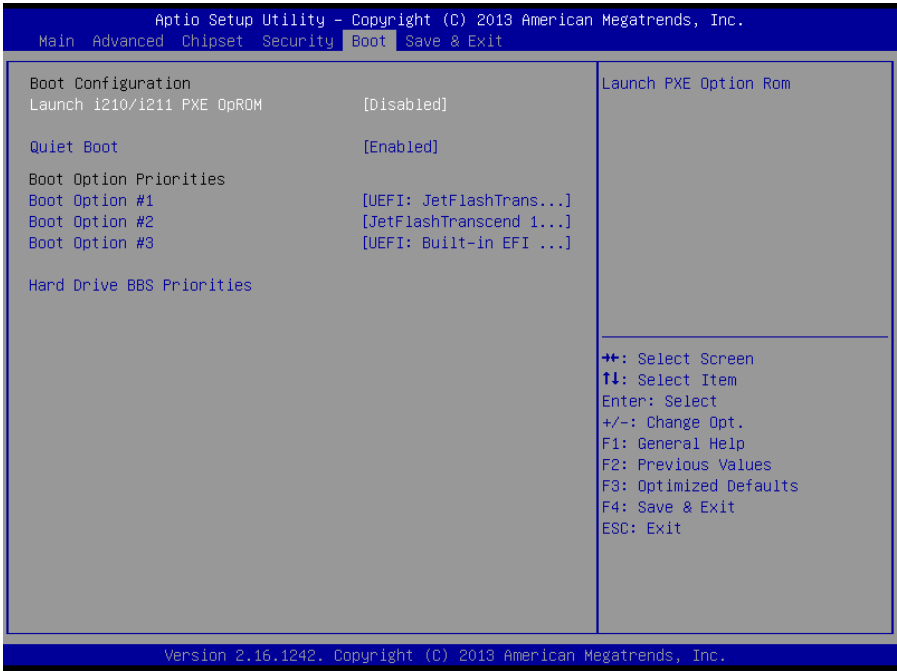 Aptio Setup Utility – Copyright (C) 2013 American Megatrends, Inc.
Main Advanced Chipset Security Boot Save & Exit
Boot Configuration
Launch i210/i211 PXE OpROM [Disabled]
Quiet Boot [Enabled]
Boot Option Priorities
Boot Option #1 [UEFI: JetFlashTrans...]
Boot Option #2 [JetFlashTranscend 1...]
Boot Option #3 [UEFI: Built-in EFI ...]
Hard Drive BBS Priorities
Launch PXE Option Rom
→←: Select Screen
↑↓: Select Item
Enter: Select
+/-: Change Opt.
F1: General Help
F2: Previous Values
F3: Optimized Defaults
F4: Save & Exit
ESC: Exit
Version 2.16.1242. Copyright (C) 2013 American Megatrends, Inc.